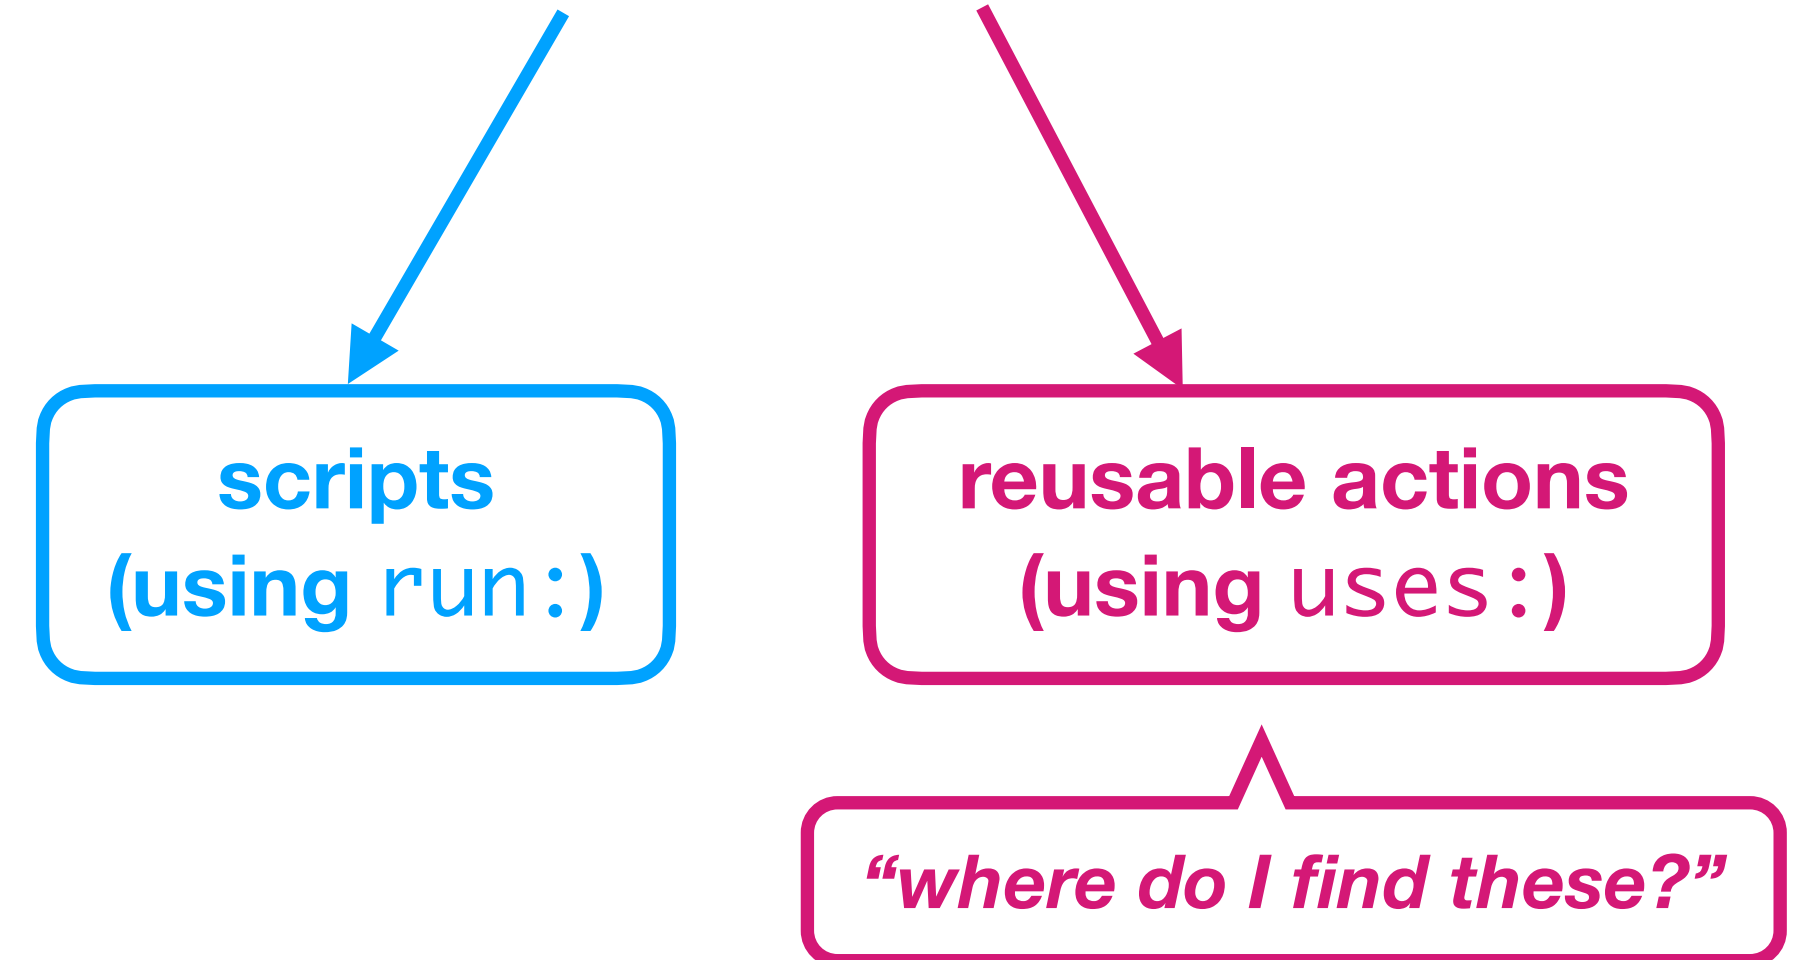 scripts
(using run:)
reusable actions
(using uses:)
“where do I find these?”